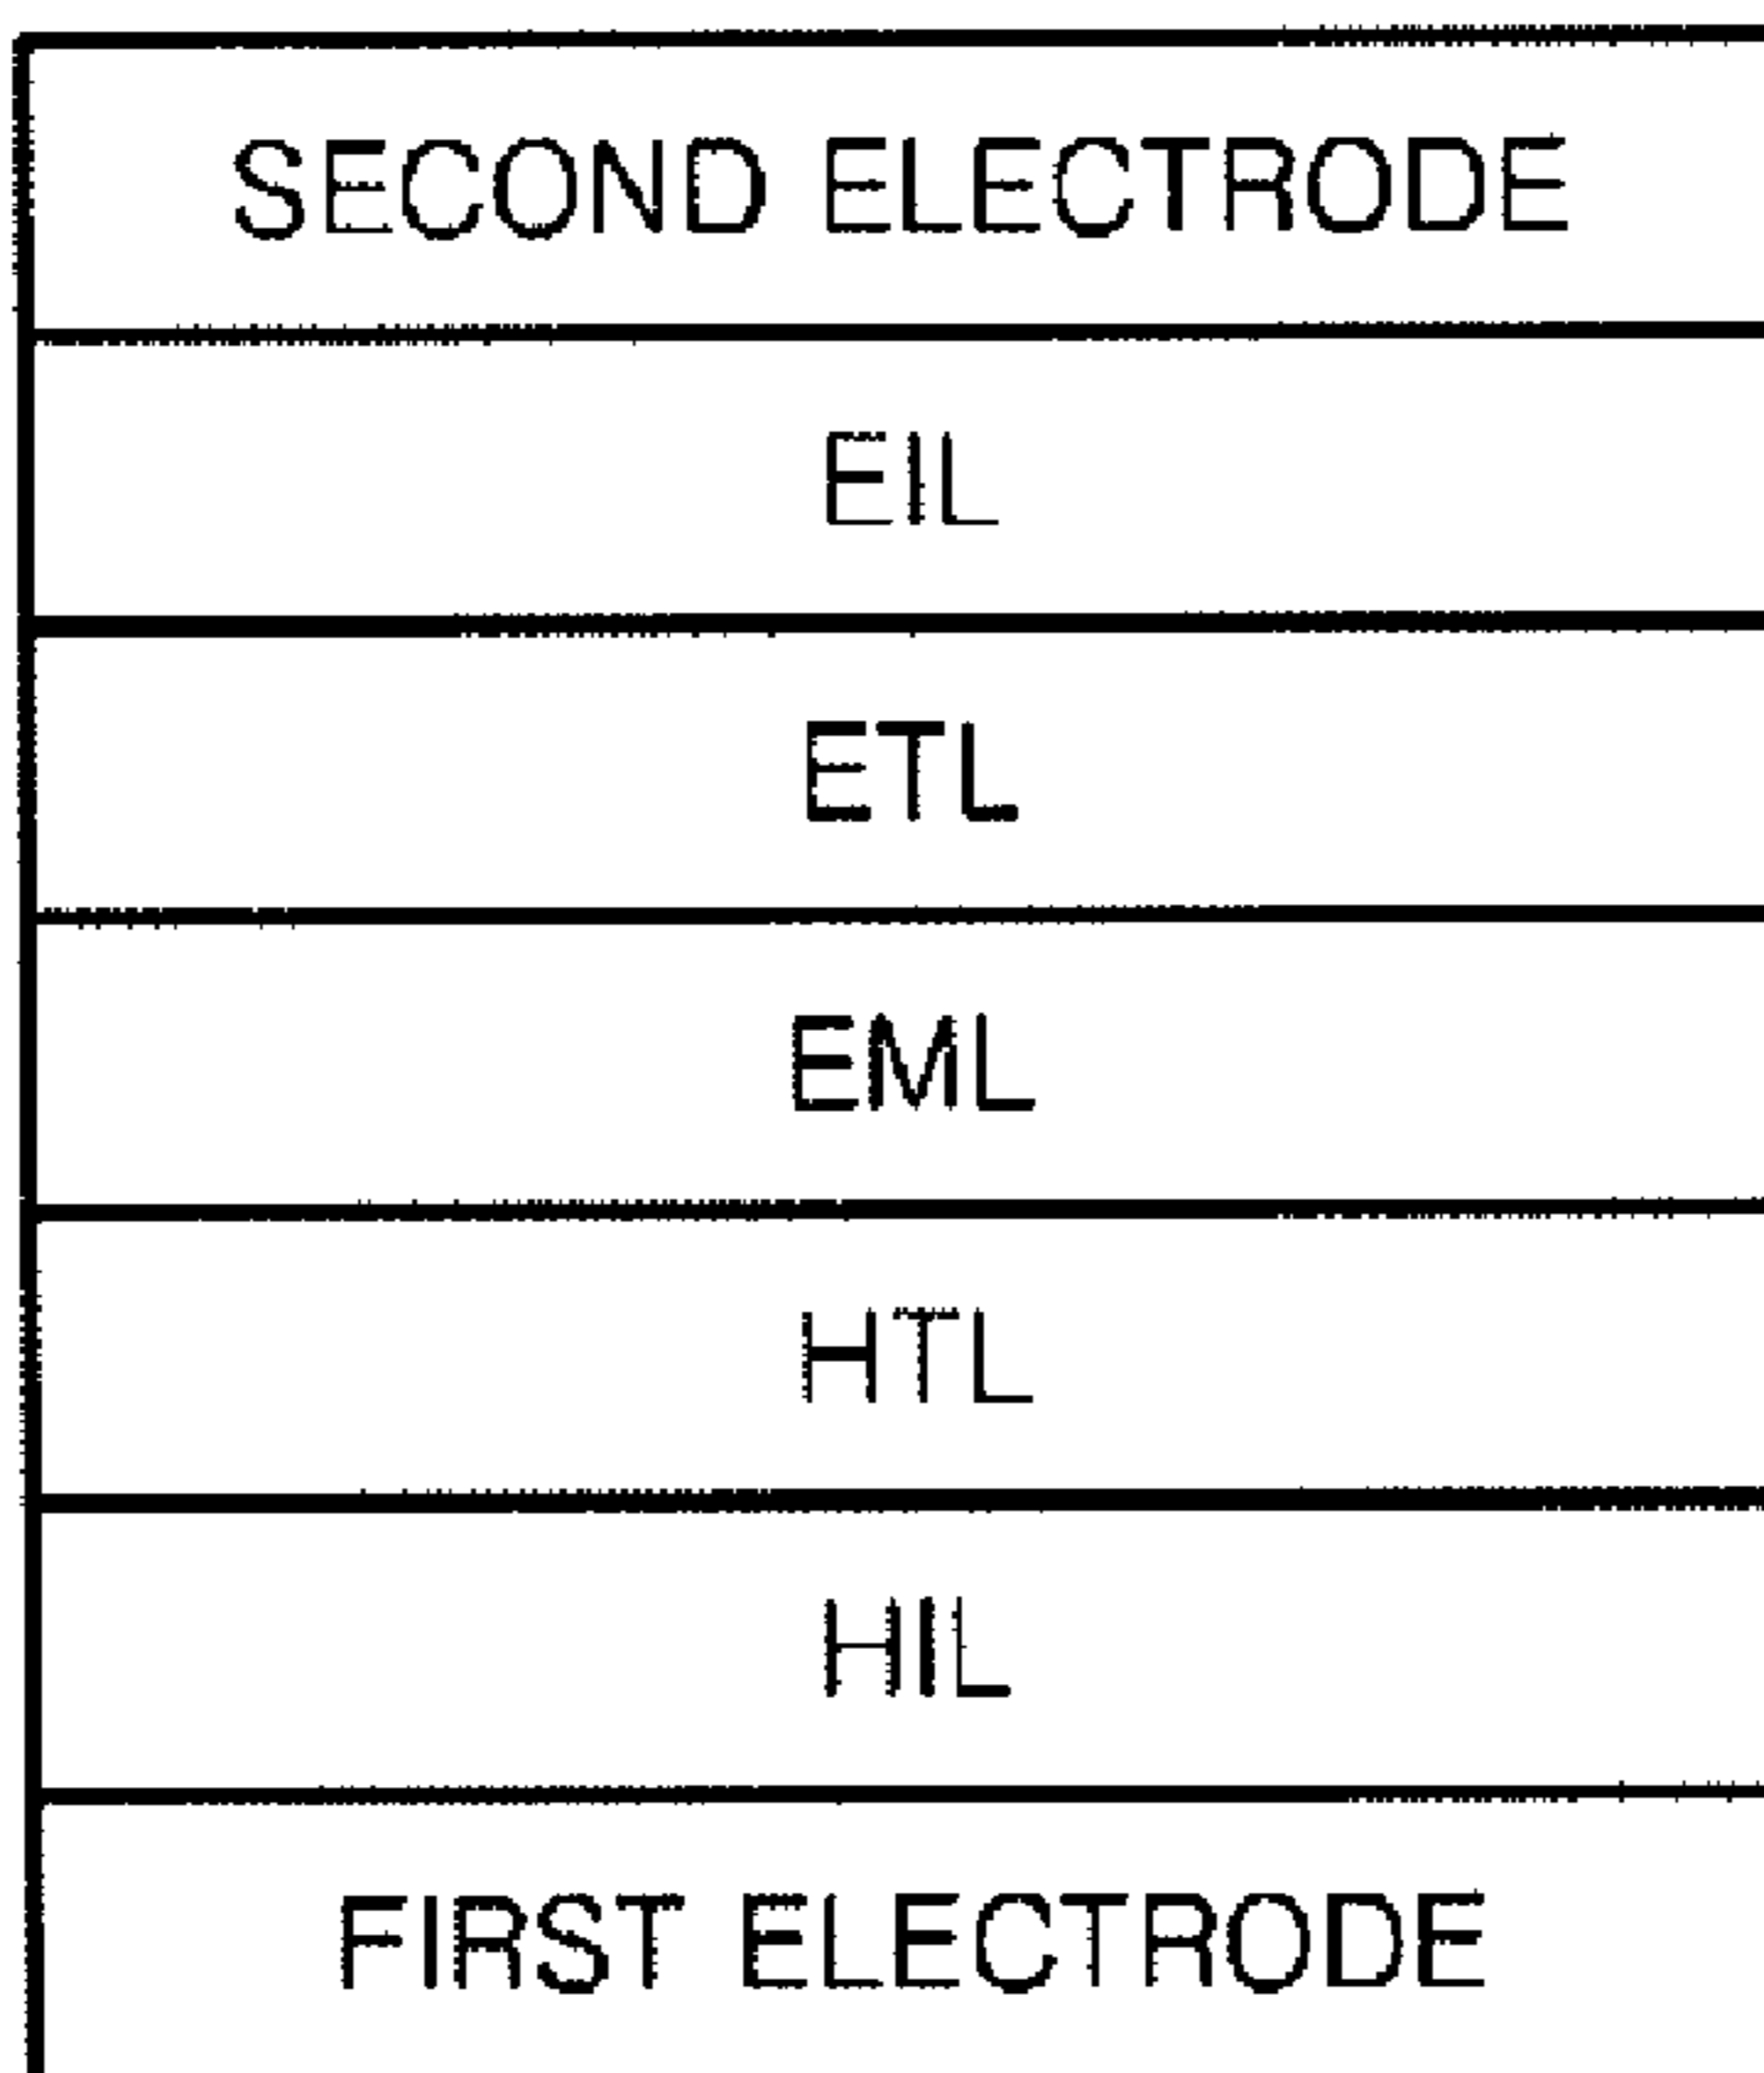 SECOND ELECTRODE
EIL
ETL
EML
HTL
HIL
FIRST ELECTRODE